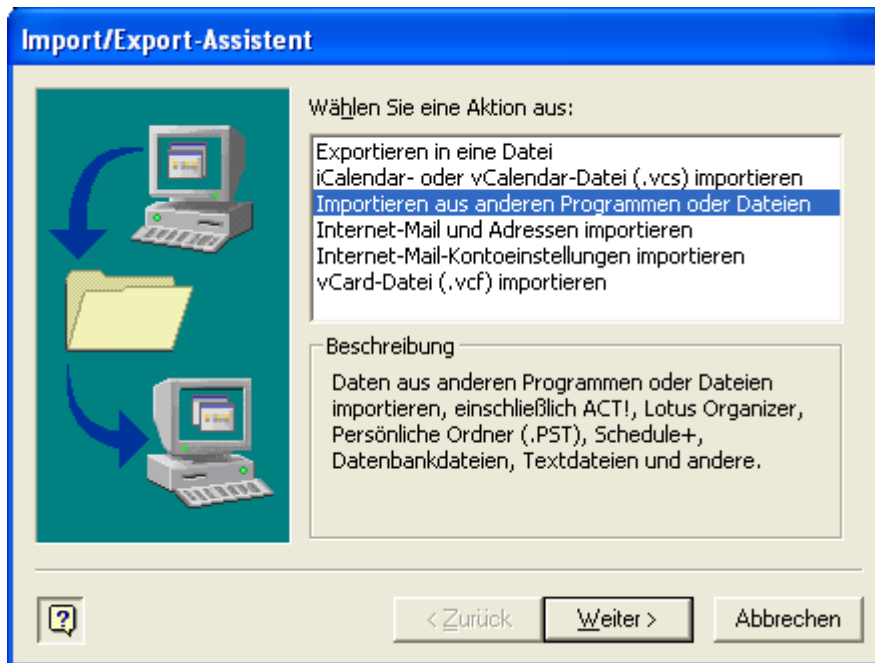 Import/Export-Assistent
Wählen Sie eine Aktion aus:
Exportieren in eine Datei
iCalendar- oder vCalendar-Datei (.vcs) importieren
Importieren aus anderen Programmen oder Dateien
Internet-Mail und Adressen importieren
Internet-Mail-Kontoeinstellungen importieren
vCard-Datei (.vcf) importieren
Beschreibung
Daten aus anderen Programmen oder Dateien
importieren, einschließlich ACT!, Lotus Organizer,
Persönliche Ordner (.PST), Schedule+,
Datenbankdateien, Textdateien und andere.
?
< Zurück
Weiter >
Abbrechen